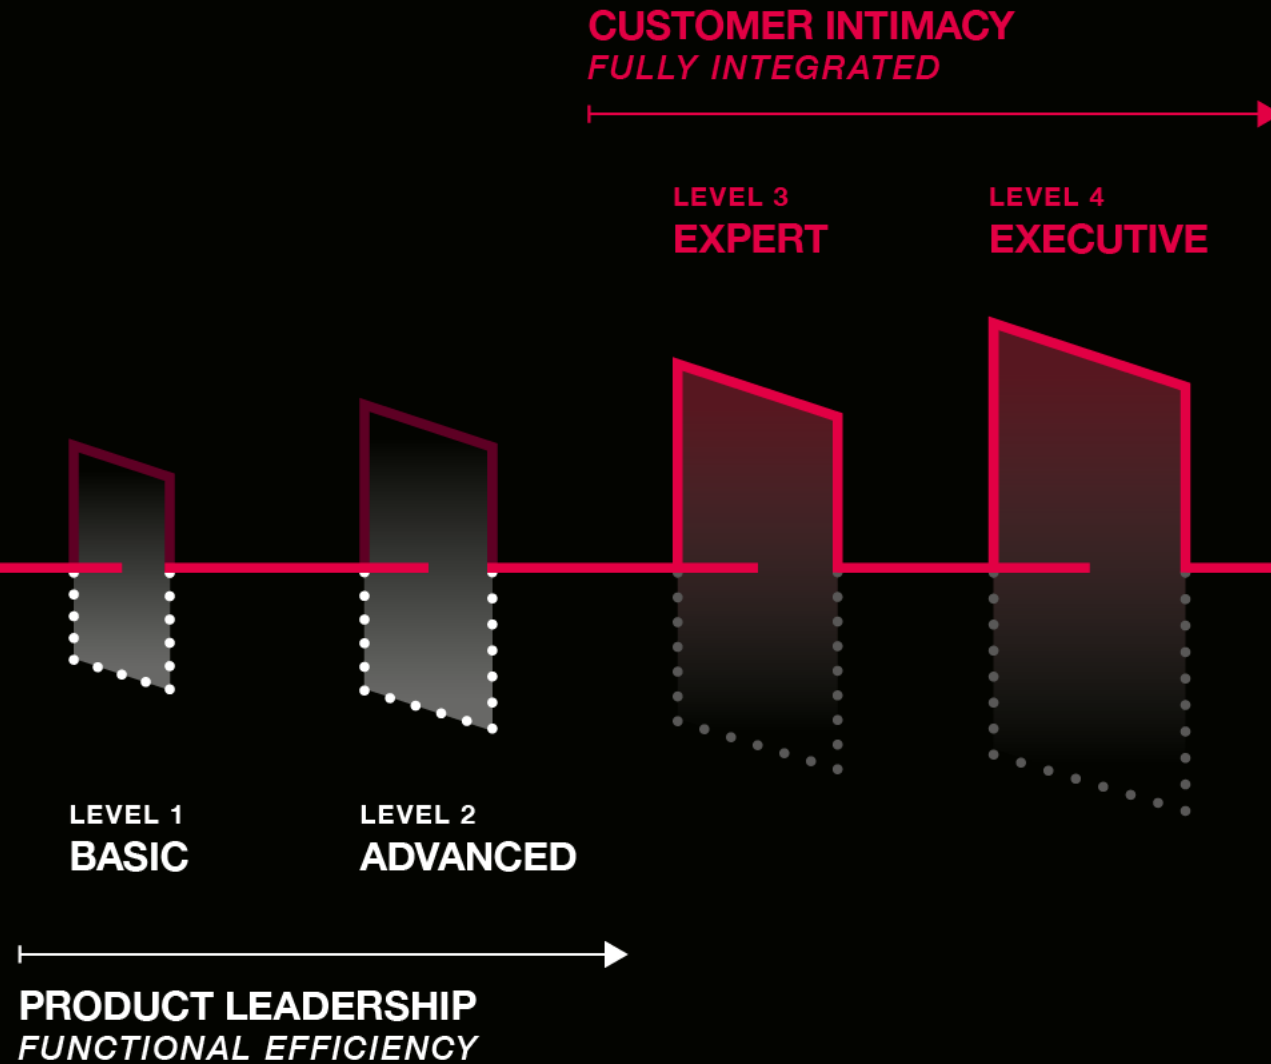 CUSTOMER INTIMACY
FULLY INTEGRATED
LEVEL 3
EXPERT
LEVEL 4
EXECUTIVE
LEVEL 1
BASIC
LEVEL 2
ADVANCED
PRODUCT LEADERSHIP
FUNCTIONAL EFFICIENCY